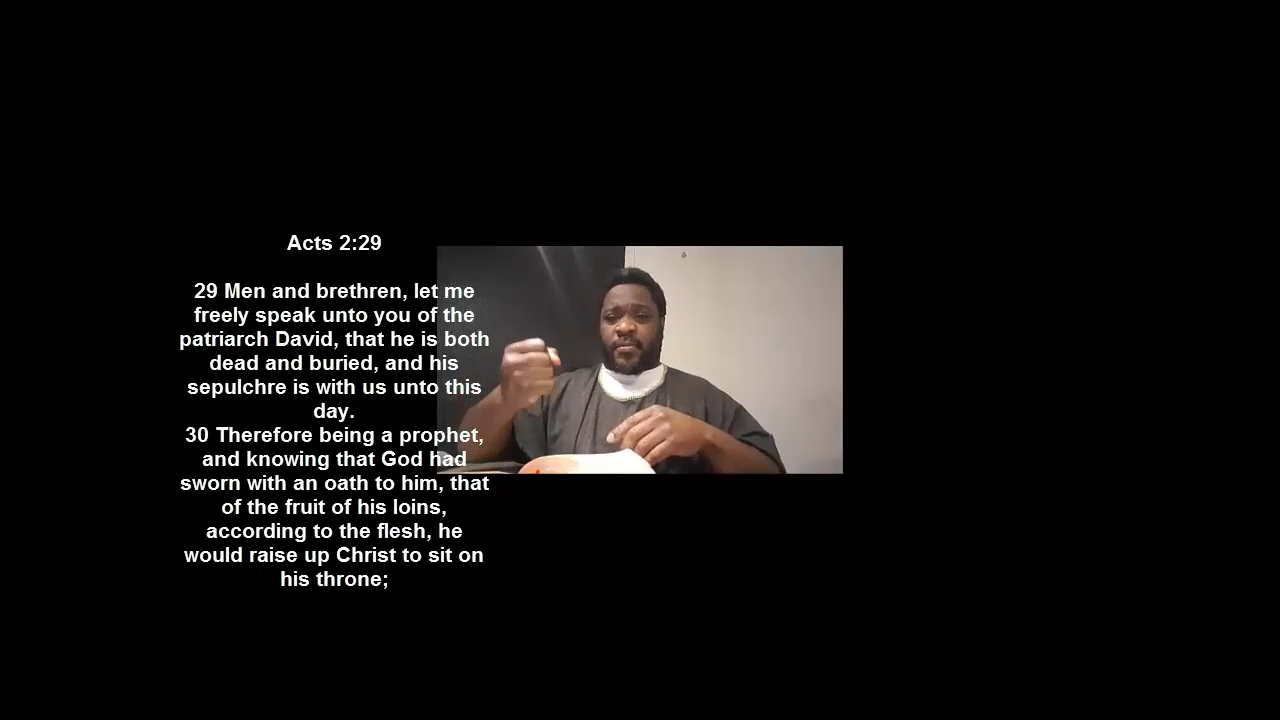 Acts 2:29
29 Men and brethren, let me
freely speak unto you of the
patriarch David, that he is both
dead and buried, and his
sepulchre is with us unto this
day.
30 Therefore being a prophet,
and knowing that God had
sworn with an oath to him, that
of the fruit of his loins,
according to the flesh, he
would raise up Christ to sit on
his throne;